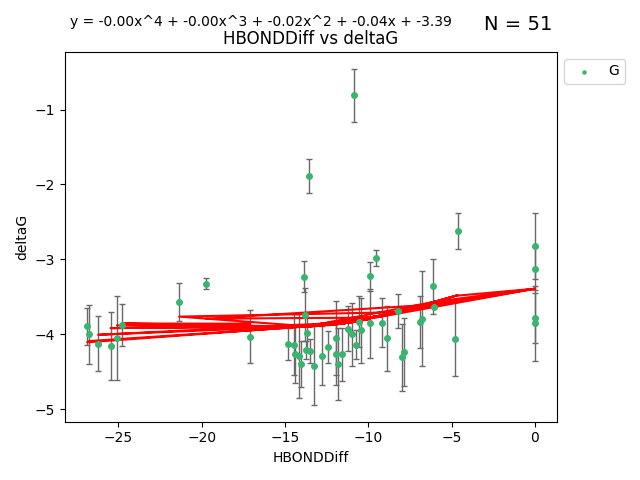 y = -0.00x^4 + -0.00x^3 + -0.02x^2 + -0.04x + -3.39
N = 51
HBONDDiff vs deltaG
G
deltaG
−1
−2
−3
−4
−5
−25
−20
−15
−10
−5
0
HBONDDiff